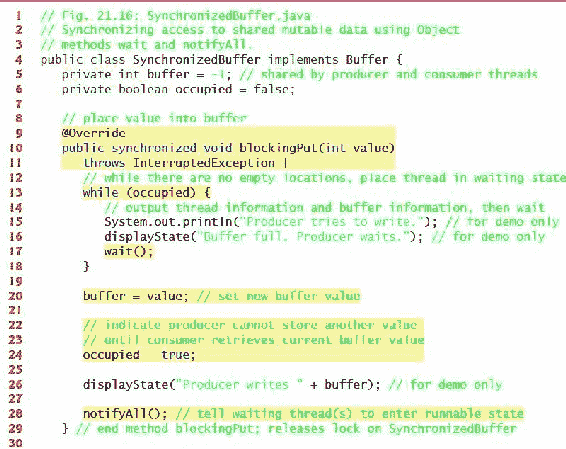 1 // Fig. 21.16: SynchronizedBuffer.java
2 // Synchronizing access to shared mutable data using Object
3 // methods wait and notifyAll.
4 public class SynchronizedBuffer implements Buffer {
5 private int buffer = -1; // shared by producer and consumer threads
6 private boolean occupied = false;
7
8 // place value into buffer
9 @Override
10 public synchronized void blockingPut(int value)
11 throws InterruptedException {
12 // while there are no empty locations, place thread in waiting state
13 while (occupied) {
14 // output thread information and buffer information, then wait
15 System.out.println("Producer tries to write."); // for demo only
16 displayState("Buffer full. Producer waits."); // for demo only
17 wait();
18 }
19
20 buffer = value; // set new buffer value
21
22 // indicate producer cannot store another value
23 // until consumer retrieves current buffer value
24 occupied = true;
25
26 displayState("Producer writes " + buffer); // for demo only
27
28 notifyAll(); // tell waiting thread(s) to enter runnable state
29 } // end method blockingPut; releases lock on SynchronizedBuffer
30